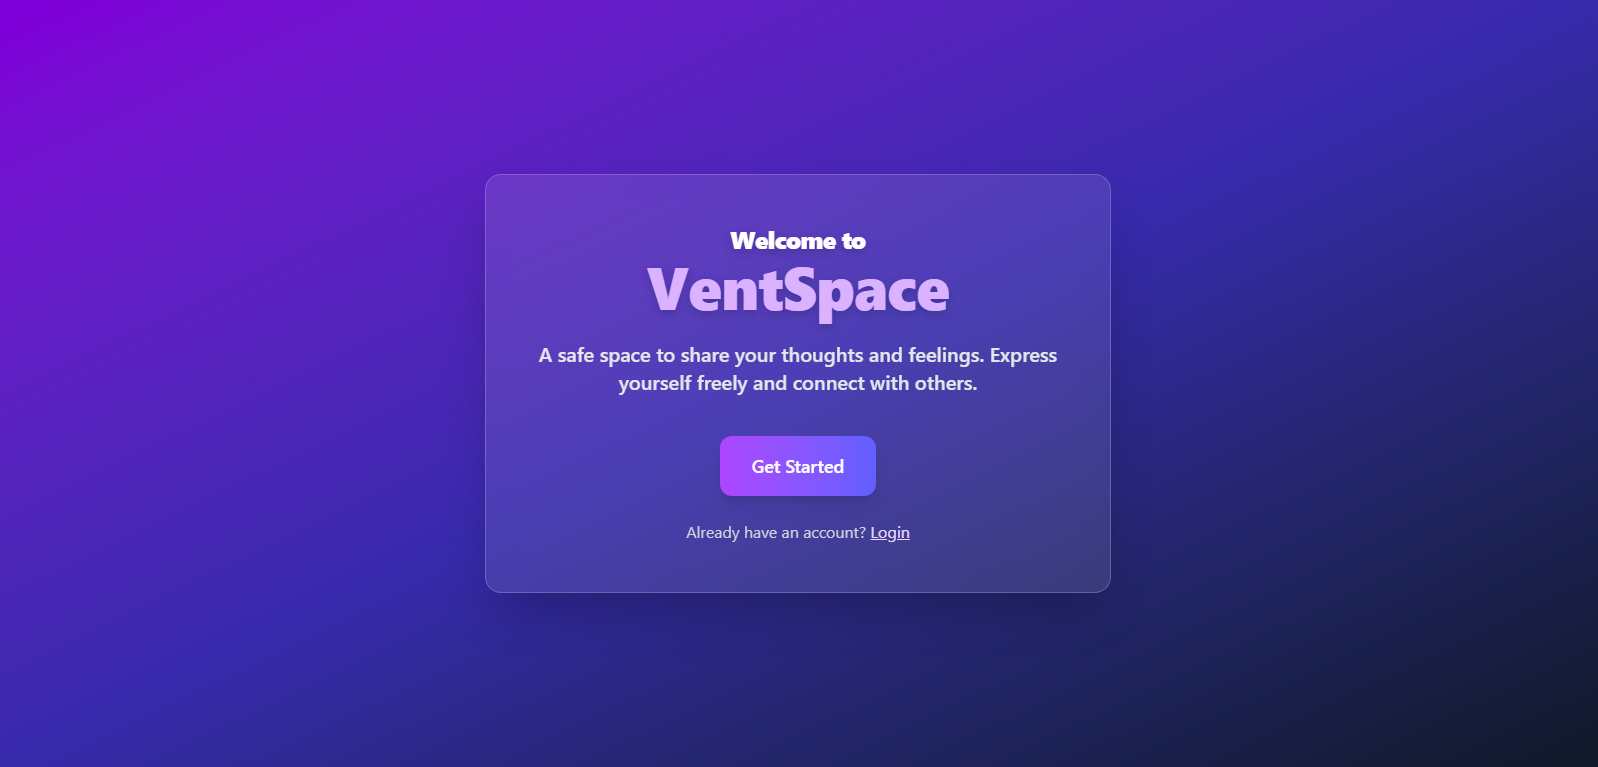 Welcome to
VentSpace
A safe space to share your thoughts and feelings. Express
yourself freely and connect with others.
Get Started
Already have an account? Login